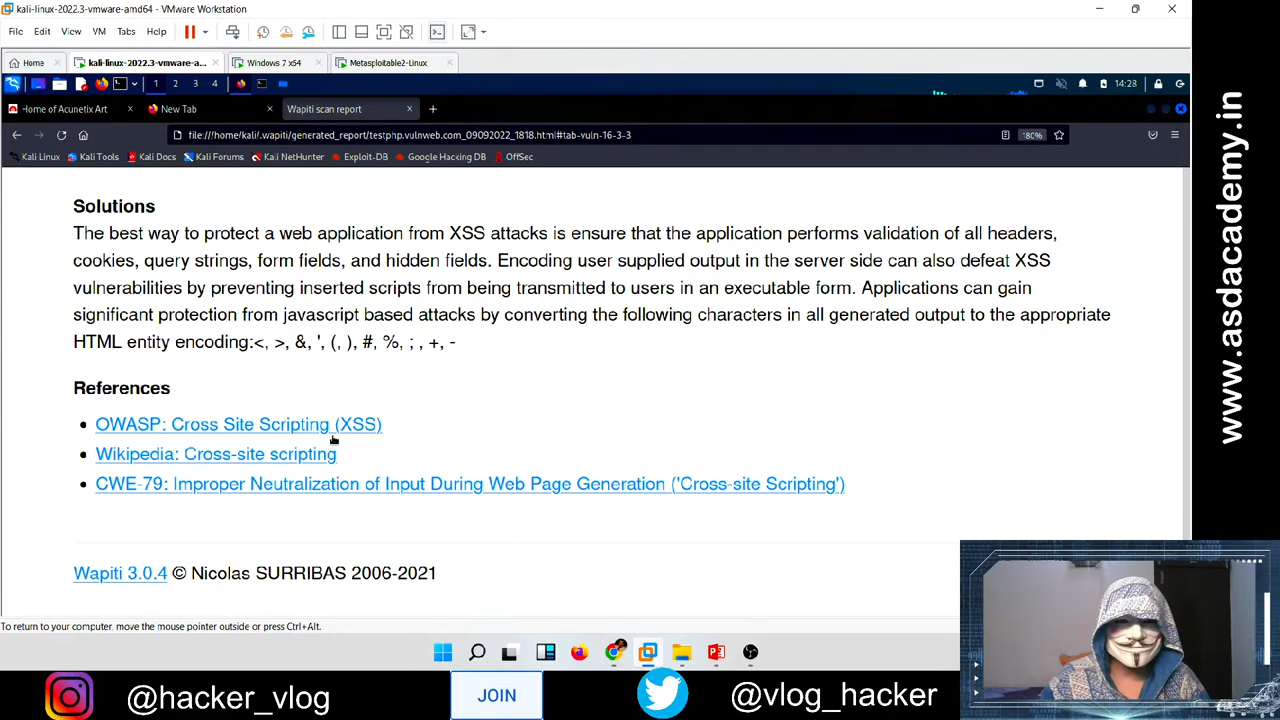 kali-linux-2022.3-vmware-amd64 - VMware Workstation
File Edit View VM Tabs Help
Home kali-linux-2022.3-vmware-a... Windows 7 x64 Metasploitable2-Linux
1 2 3 4 14:28
Home of Acunetix Art New Tab Wapiti scan report
file:///home/kali/.wapiti/generated_report/testphp.vulnweb.com_09092022_1818.html#tab-vuln-16-3-3 180%
Kali Linux Kali Tools Kali Docs Kali Forums Kali NetHunter Exploit-DB Google Hacking DB OffSec
Solutions
The best way to protect a web application from XSS attacks is ensure that the application performs validation of all headers,
cookies, query strings, form fields, and hidden fields. Encoding user supplied output in the server side can also defeat XSS
vulnerabilities by preventing inserted scripts from being transmitted to users in an executable form. Applications can gain
significant protection from javascript based attacks by converting the following characters in all generated output to the appropriate
HTML entity encoding:<, >, &, ', (, ), #, %, ; , +, -
References
OWASP: Cross Site Scripting (XSS)
Wikipedia: Cross-site scripting
CWE-79: Improper Neutralization of Input During Web Page Generation ('Cross-site Scripting')
Wapiti 3.0.4 © Nicolas SURRIBAS 2006-2021
To return to your computer, move the mouse pointer outside or press Ctrl+Alt.
@hacker_vlog JOIN @vlog_hacker
www.asdacademy.in